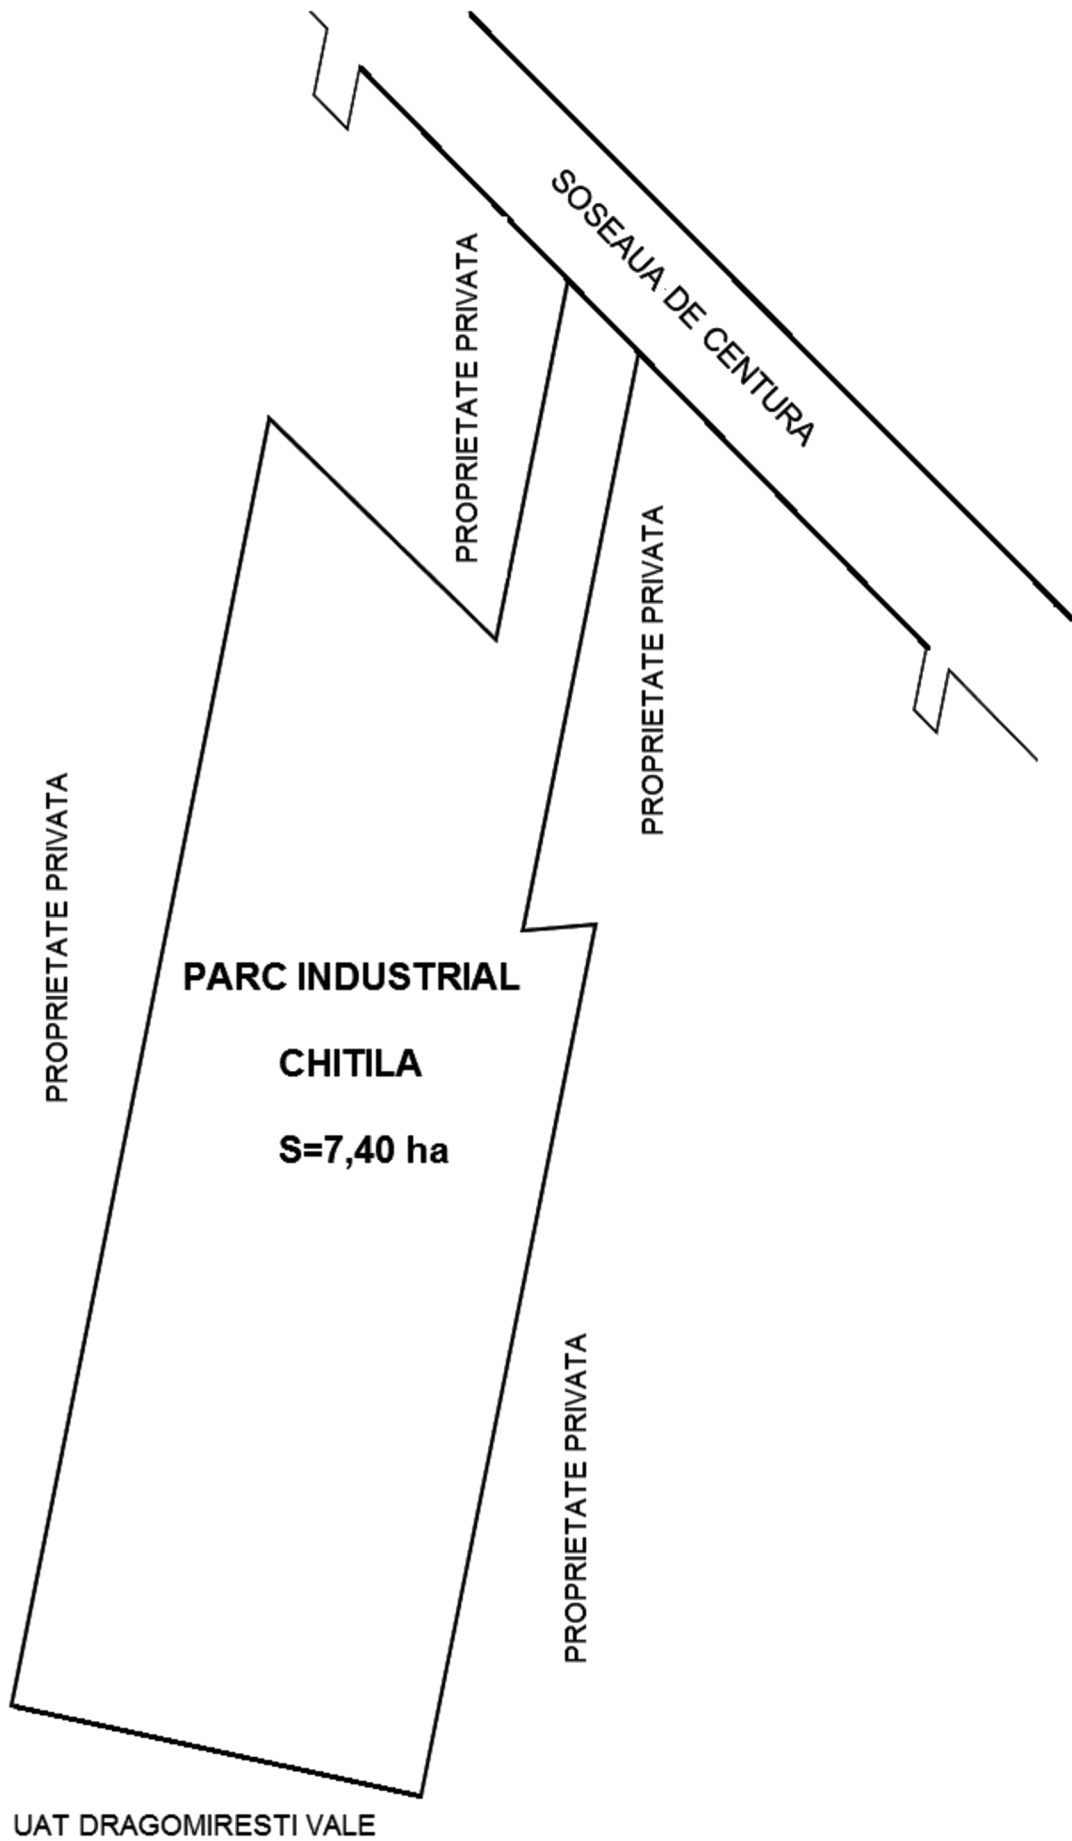 SOSEAUA DE CENTURA
PROPRIETATE PRIVATA
PROPRIETATE PRIVATA
PROPRIETATE PRIVATA
PARC INDUSTRIAL
CHITILA
S=7,40 ha
PROPRIETATE PRIVATA
UAT DRAGOMIRESTI VALE